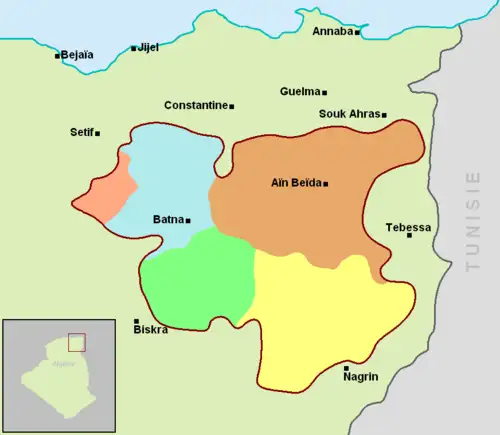 Annaba
Bejaïa
Jijel
Guelma
Constantine
Souk Ahras
Setif
TUNISIE
Aïn Beïda
Batna
Tebessa
Biskra
Nagrin
Algérie